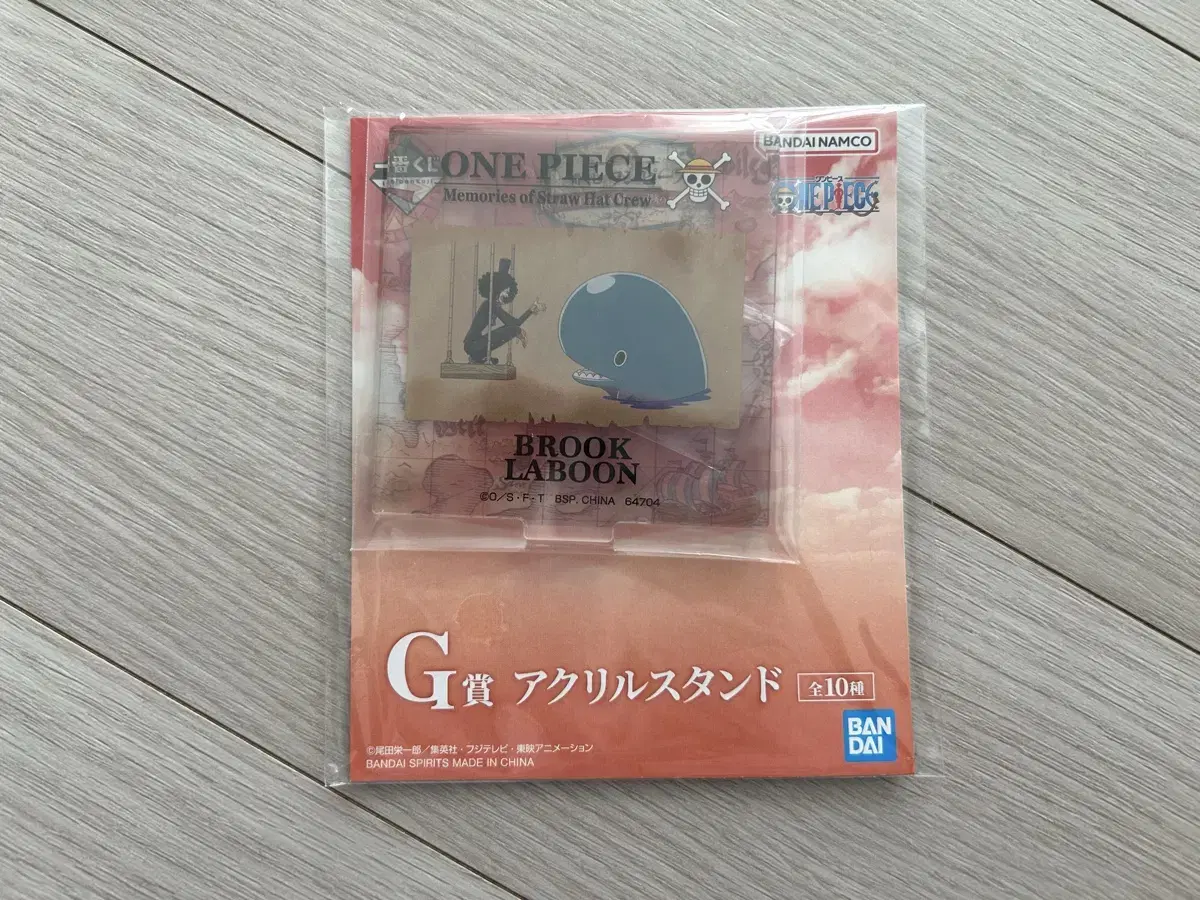 一番くじ
ONE PIECE
Memories of Straw Hat Crew
BANDAI NAMCO
ワンピース
ONE PIECE
BROOK
LABOON
©O/S・F・T BSP, CHINA 64704
G賞 アクリルスタンド 全10種
BAN
DAI
©尾田栄一郎／集英社・フジテレビ・東映アニメーション
BANDAI SPIRITS MADE IN CHINA